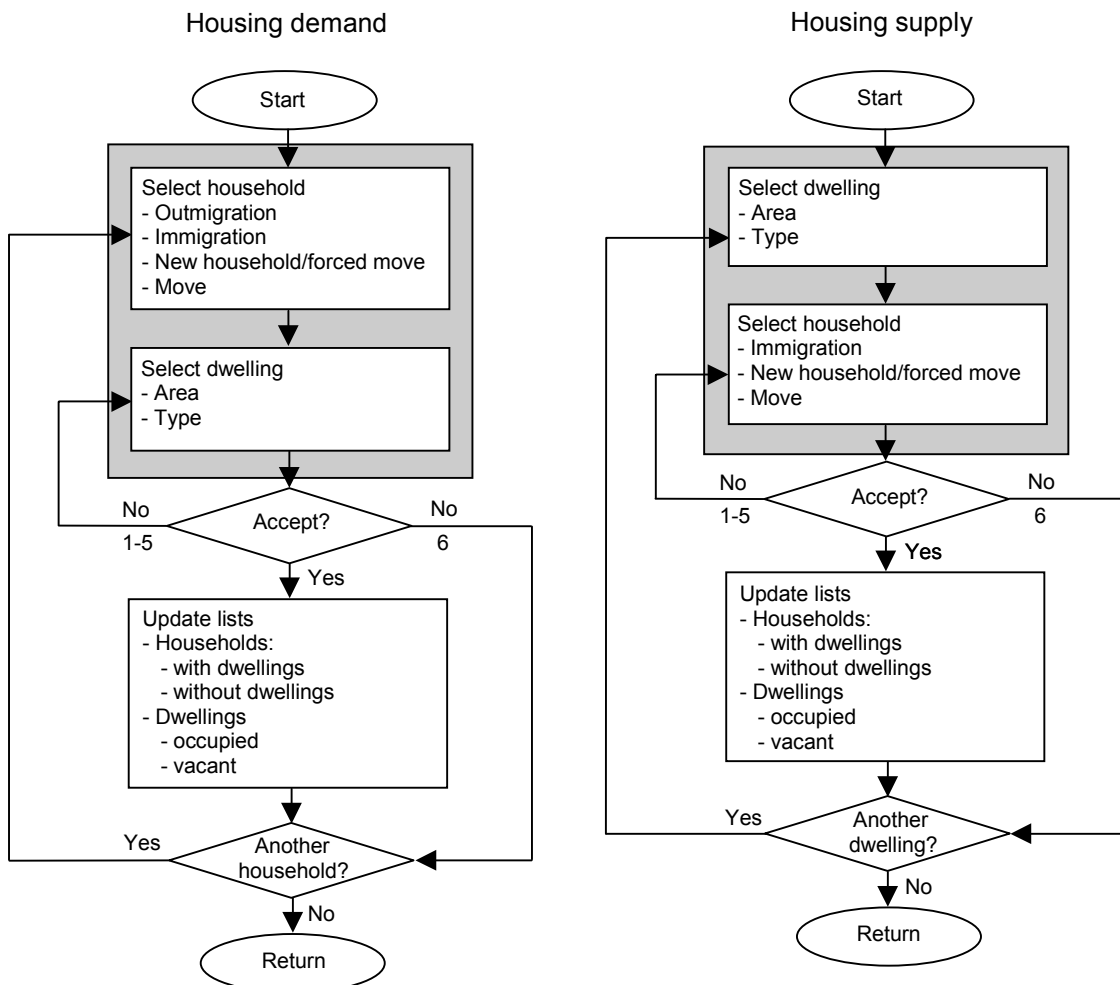 Housing demand
Start
Select household
- Outmigration
- Immigration
- New household/forced move
- Move
Select dwelling
- Area
- Type
No
1-5
Accept?
No
6
Yes
Update lists
- Households:
- with dwellings
- without dwellings
- Dwellings
- occupied
- vacant
Yes
Another
household?
No
Return
Housing supply
Start
Select dwelling
- Area
- Type
Select household
- Immigration
- New household/forced move
- Move
No
1-5
Accept?
No
6
Yes
Update lists
- Households:
- with dwellings
- without dwellings
- Dwellings
- occupied
- vacant
Yes
Another
dwelling?
No
Return